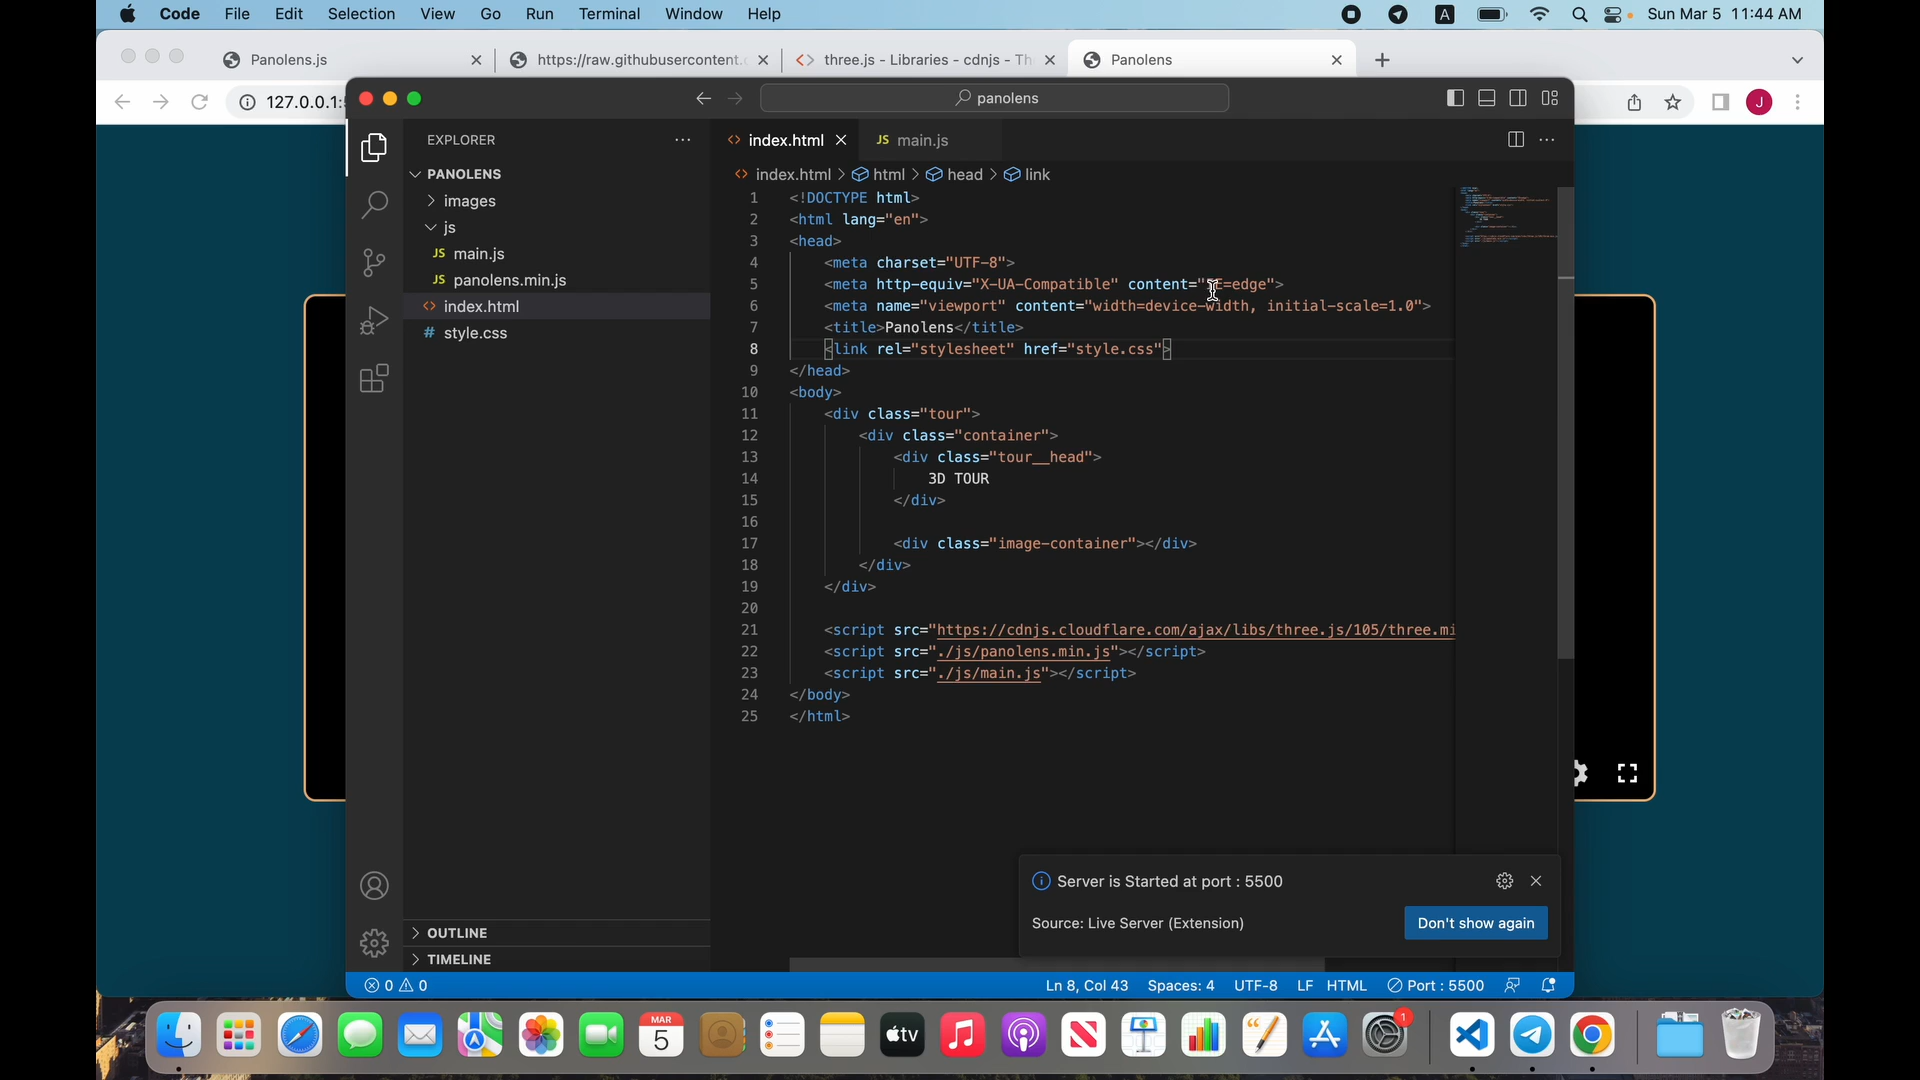 Code File Edit Selection View Go Run Terminal Window Help
A
Sun Mar 5 11:44 AM
Panolens.js
https://raw.githubusercontent.
three.js - Libraries - cdnjs - Th
Panolens
127.0.0.1:
J
panolens
EXPLORER
PANOLENS
images
js
JS main.js
JS panolens.min.js
<> index.html
# style.css
OUTLINE
TIMELINE
<> index.html
JS main.js
<> index.html > html > head > link
1 <!DOCTYPE html>
2 <html lang="en">
3 <head>
4 <meta charset="UTF-8">
5 <meta http-equiv="X-UA-Compatible" content="IE=edge">
6 <meta name="viewport" content="width=device-width, initial-scale=1.0">
7 <title>Panolens</title>
8 <link rel="stylesheet" href="style.css">
9 </head>
10 <body>
11 <div class="tour">
12 <div class="container">
13 <div class="tour__head">
14 3D TOUR
15 </div>
16
17 <div class="image-container"></div>
18 </div>
19 </div>
20
21 <script src="https://cdnjs.cloudflare.com/ajax/libs/three.js/105/three.mi
22 <script src="./js/panolens.min.js"></script>
23 <script src="./js/main.js"></script>
24 </body>
25 </html>
Server is Started at port : 5500
Source: Live Server (Extension)
Don't show again
0 0
Ln 8, Col 43 Spaces: 4 UTF-8 LF HTML Port : 5500
MAR
5
tv
1